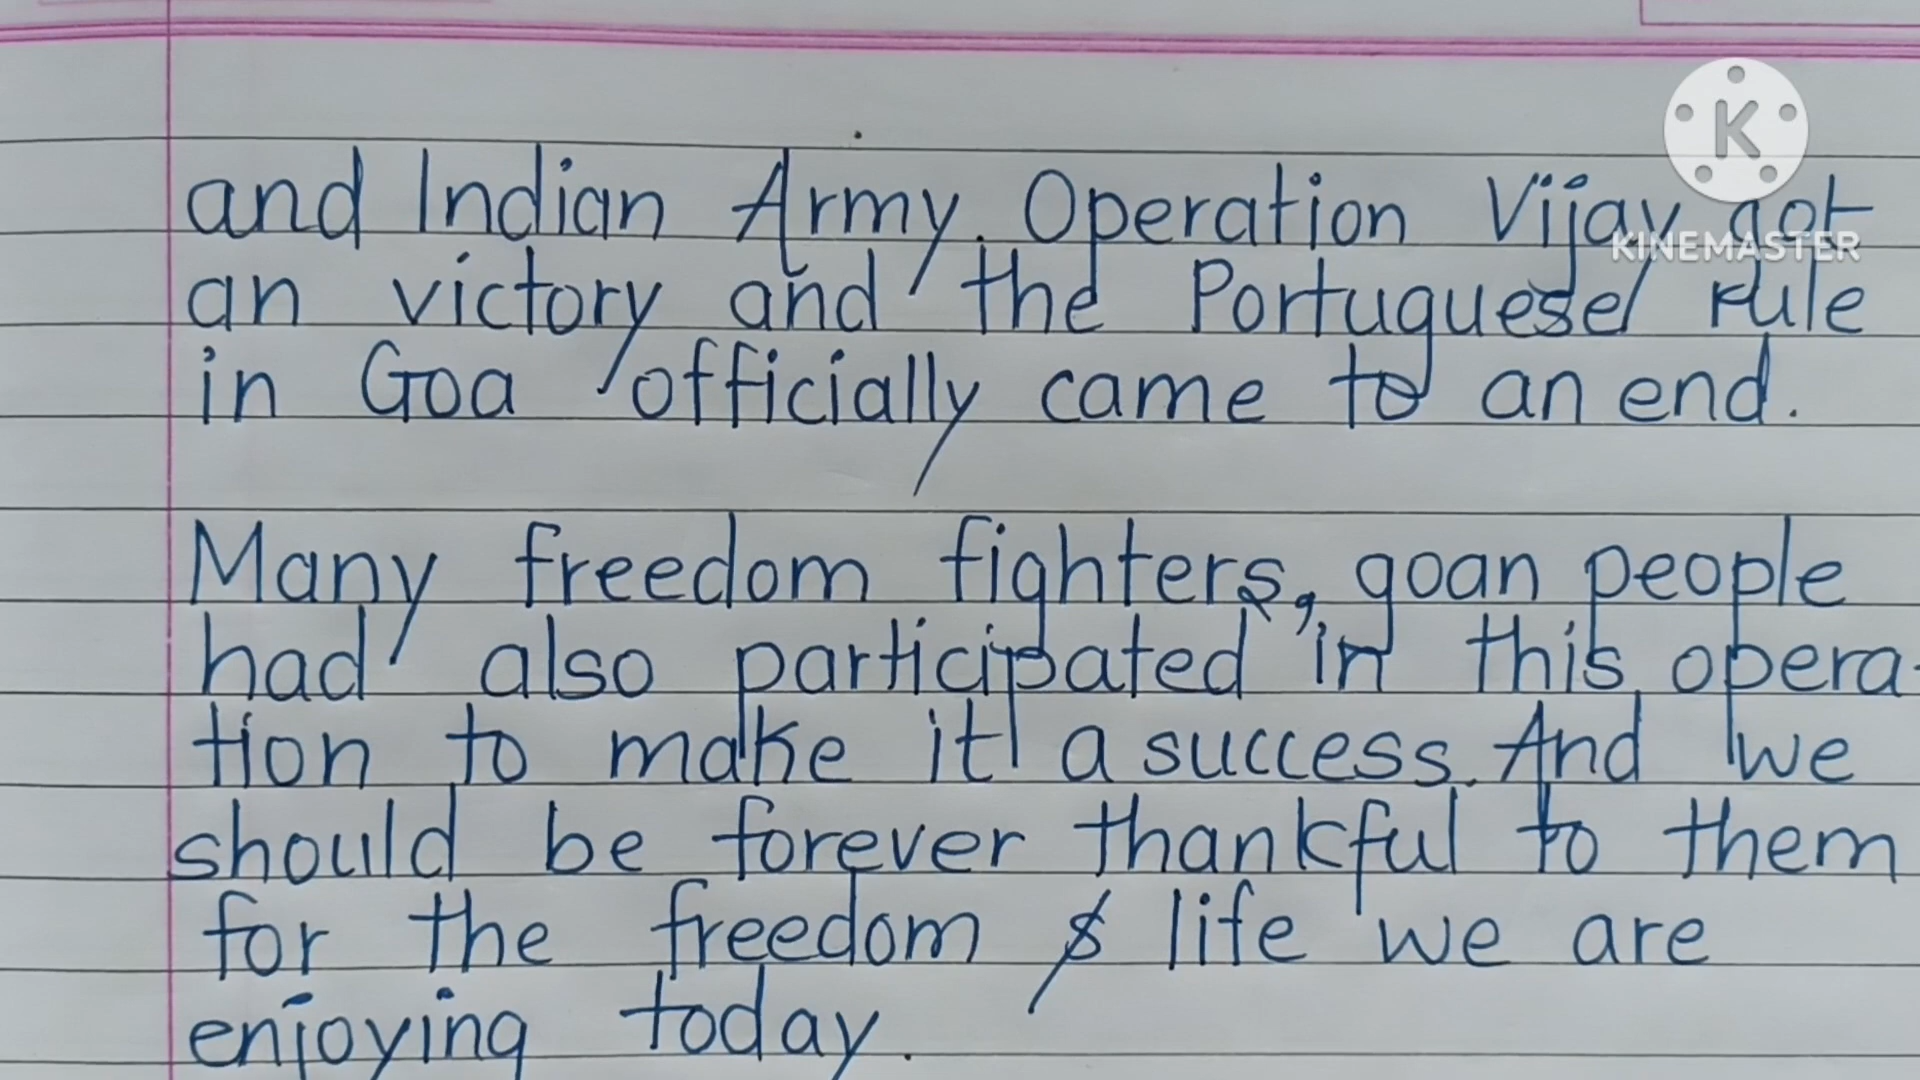 and Indian Army. Operation Vijay got
an victory and the Portuguese rule
in Goa officially came to an end.
Many freedom fighters, goan people
had also participated in this opera-
tion to make it a success. And we
should be forever thankful to them
for the freedom & life we are
enjoying today.
K
KINEMASTER